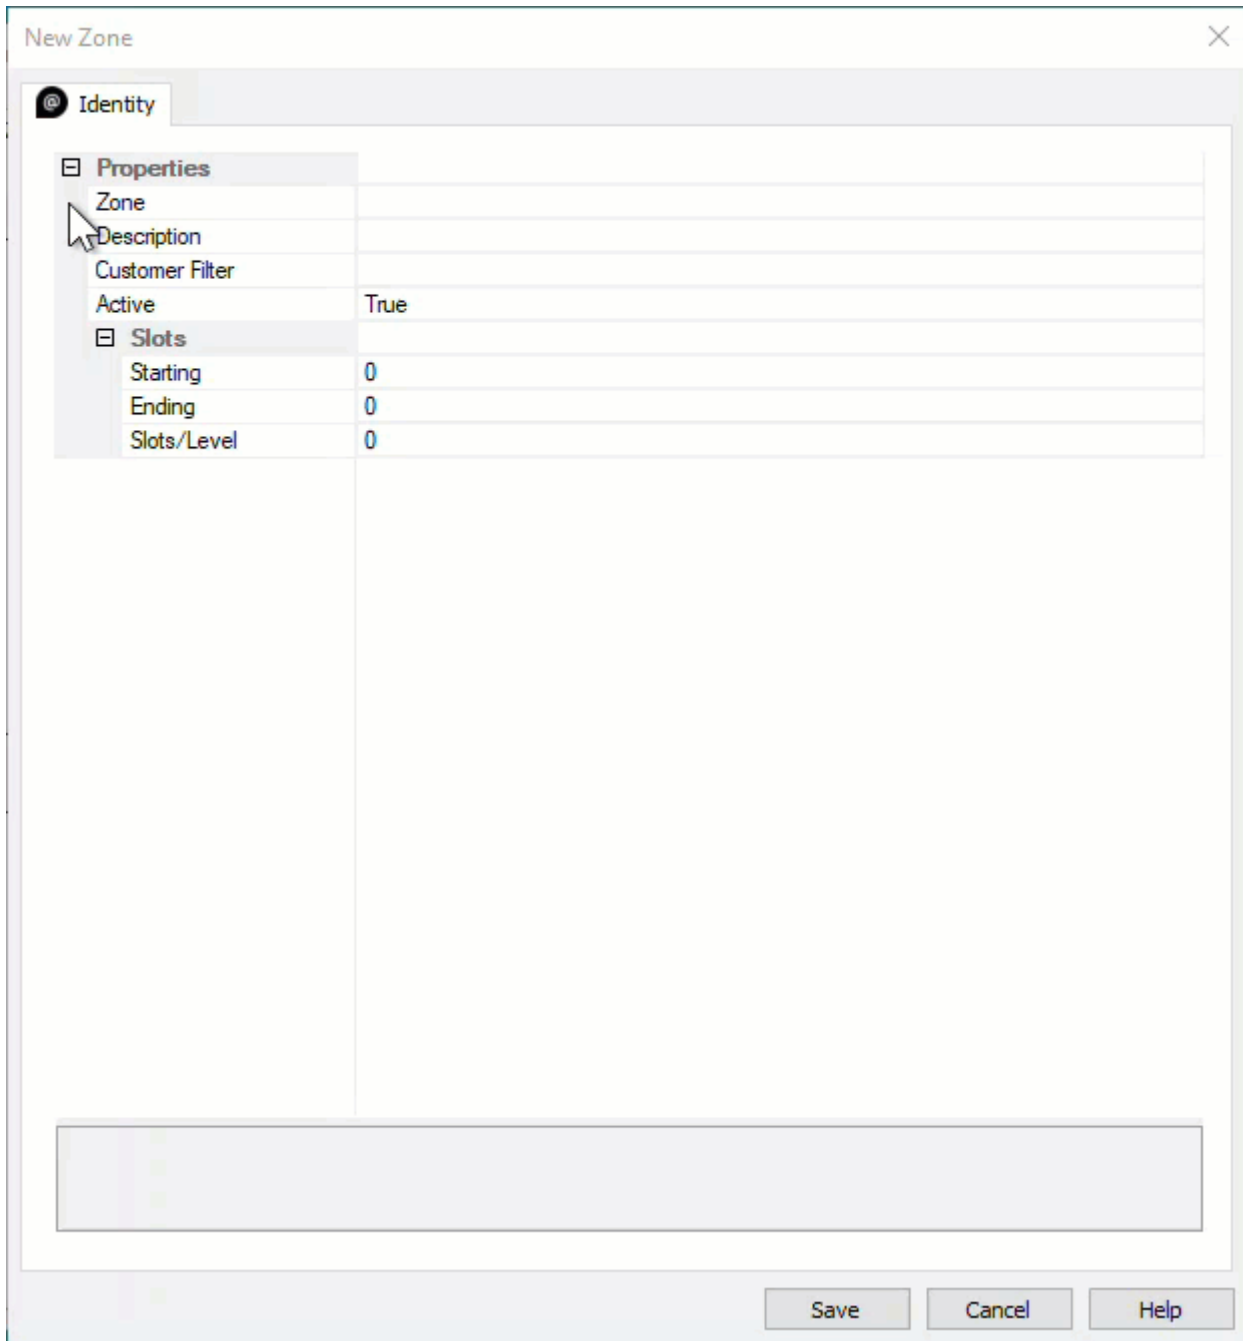 New Zone
Identity
Properties
Zone
Description
Customer Filter
Active True
Slots
Starting 0
Ending 0
Slots/Level 0
Save Cancel Help